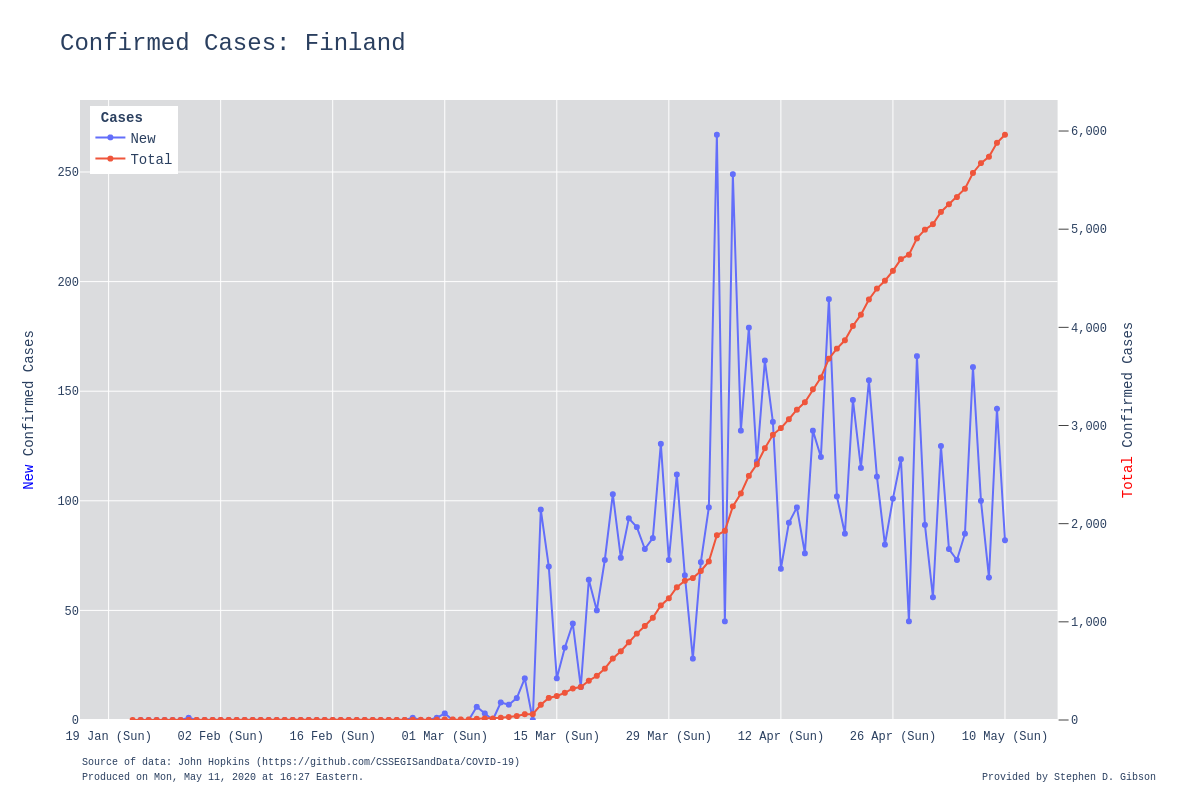 Confirmed Cases: Finland
Cases
New
Total
250
200
150
100
50
0
6,000
5,000
4,000
3,000
2,000
1,000
0
New Confirmed Cases
Total Confirmed Cases
19 Jan (Sun)
02 Feb (Sun)
16 Feb (Sun)
01 Mar (Sun)
15 Mar (Sun)
29 Mar (Sun)
12 Apr (Sun)
26 Apr (Sun)
10 May (Sun)
Source of data: John Hopkins (https://github.com/CSSEGISandData/COVID-19)
Produced on Mon, May 11, 2020 at 16:27 Eastern.
Provided by Stephen D. Gibson